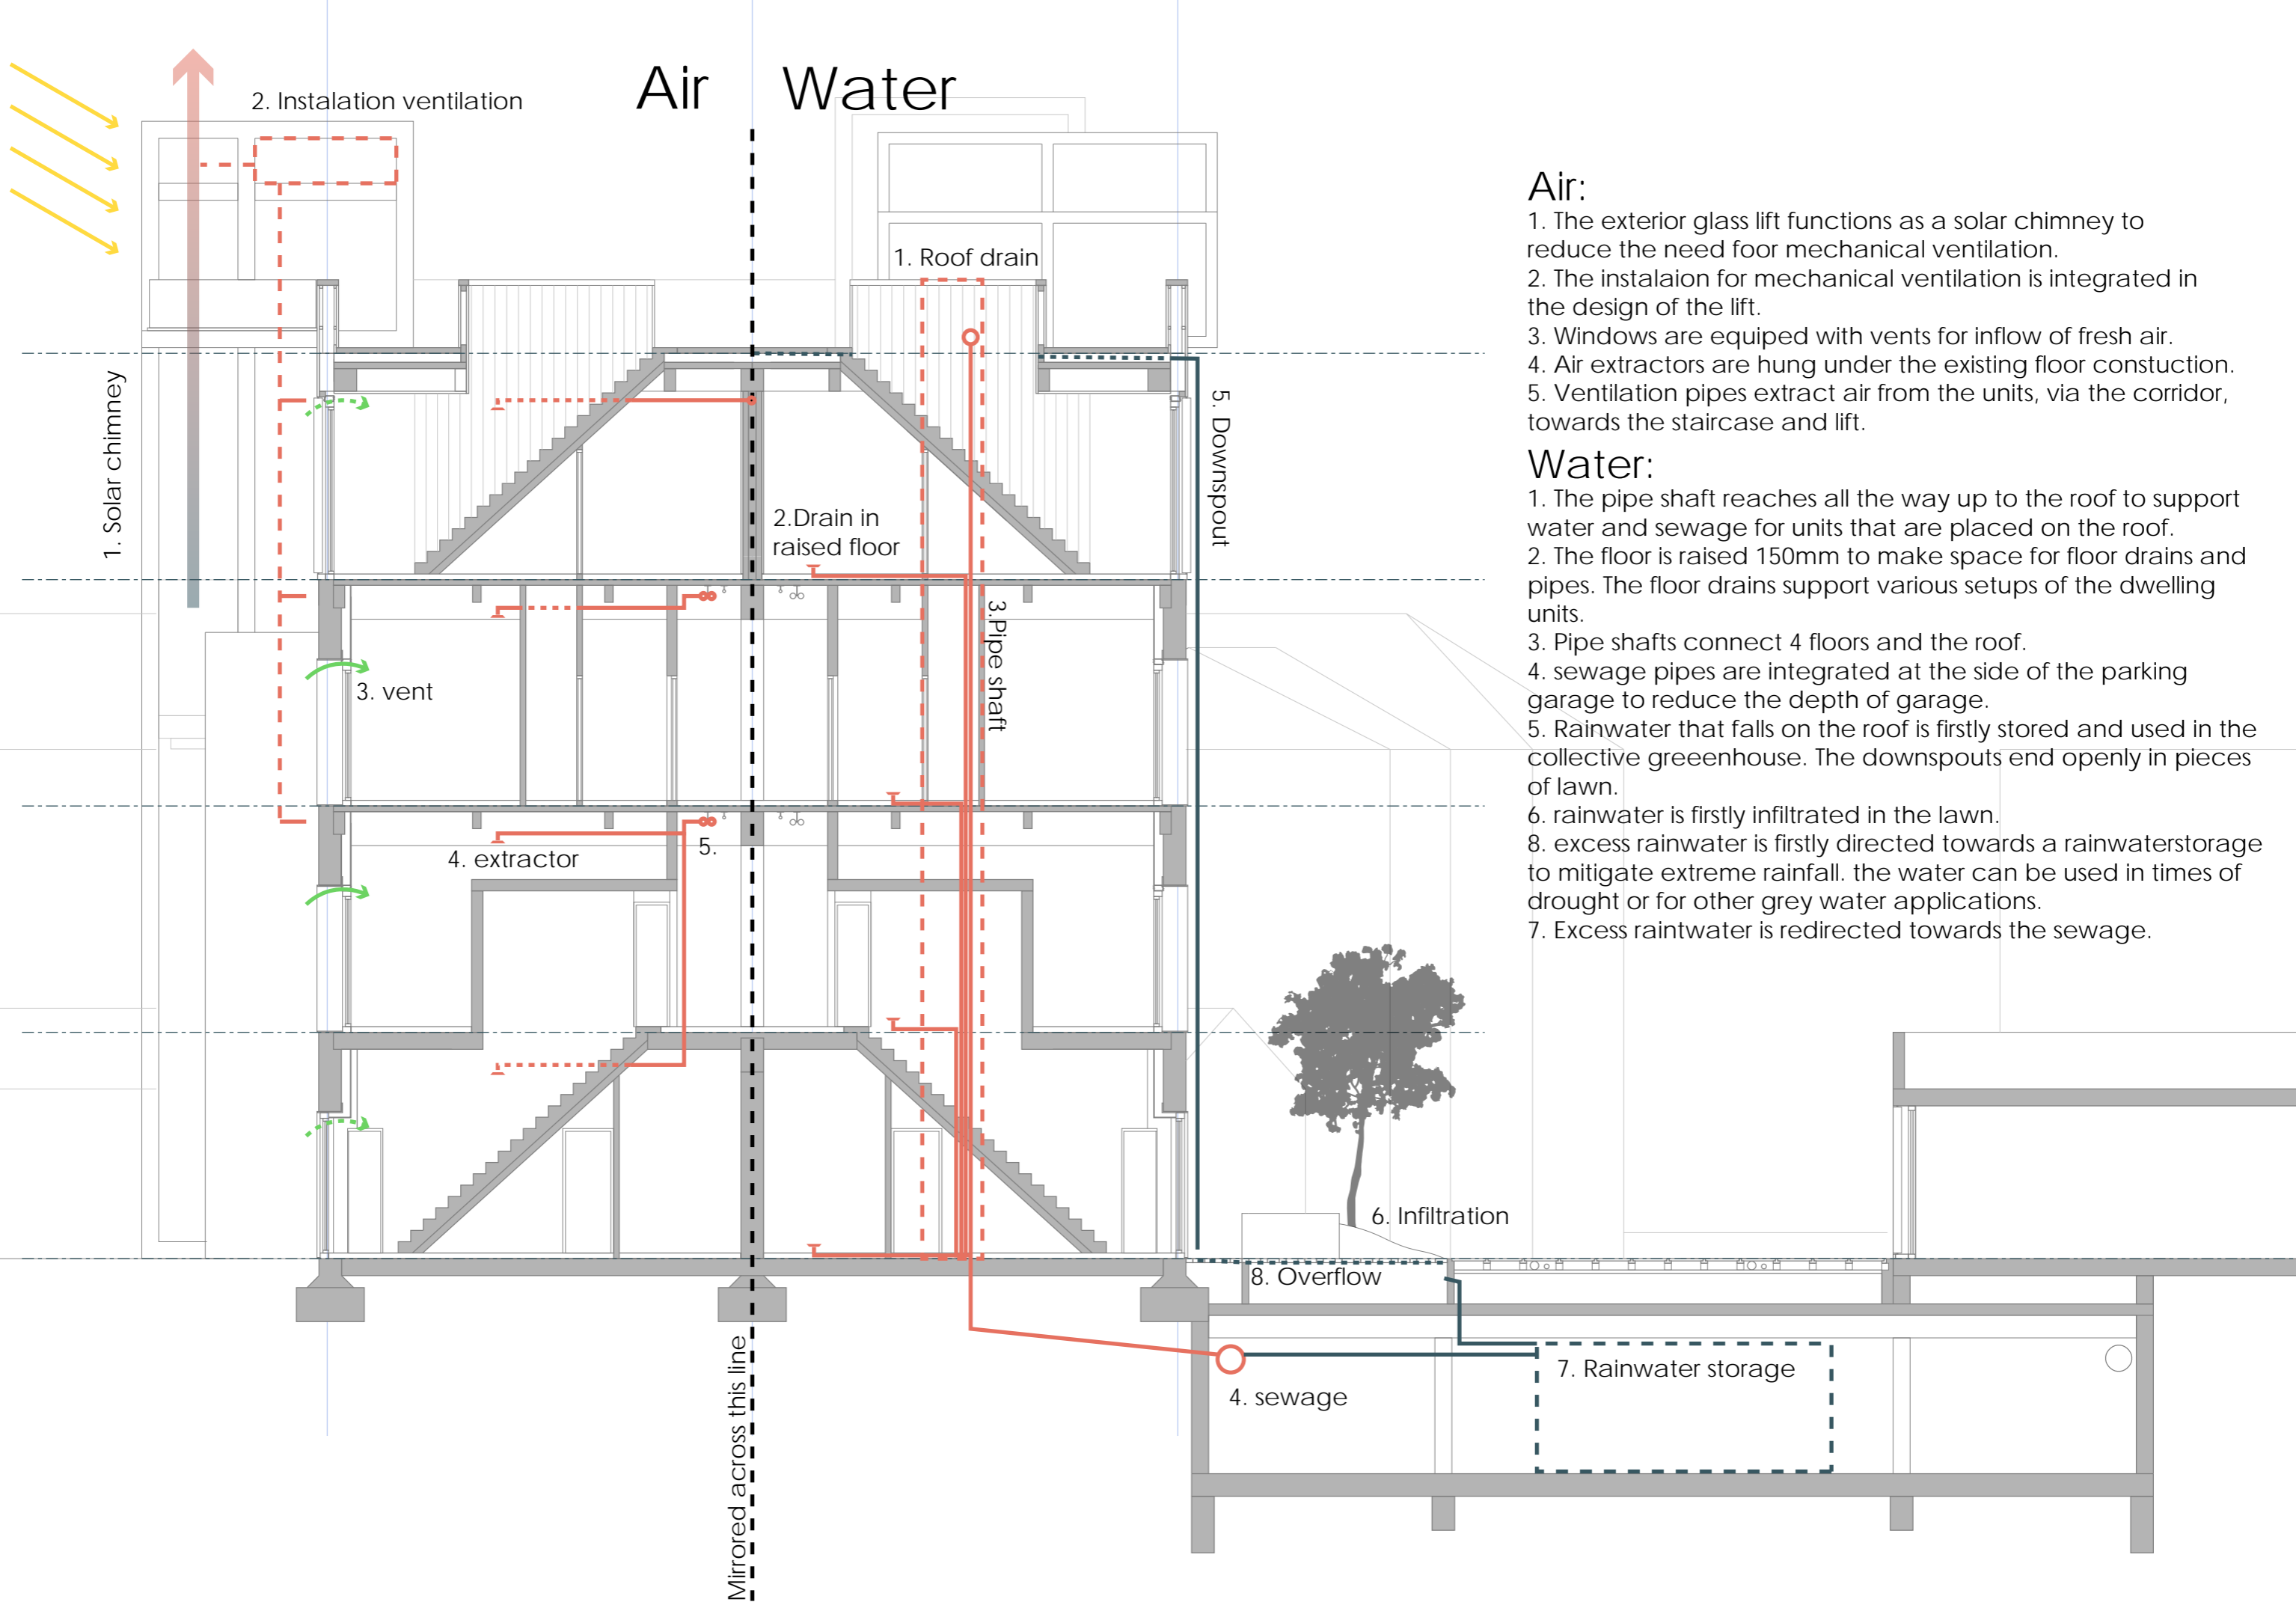 Air
Water
2. Instalation ventilation
1. Roof drain
1. Solar chimney
5. Downspout
2.Drain in
raised floor
3.Pipe shaft
3. vent
4. extractor
5.
6. Infiltration
8. Overflow
7. Rainwater storage
4. sewage
Mirrored across this line
Air:
1. The exterior glass lift functions as a solar chimney to
reduce the need foor mechanical ventilation.
2. The instalaion for mechanical ventilation is integrated in
the design of the lift.
3. Windows are equiped with vents for inflow of fresh air.
4. Air extractors are hung under the existing floor constuction.
5. Ventilation pipes extract air from the units, via the corridor,
towards the staircase and lift.
Water:
1. The pipe shaft reaches all the way up to the roof to support
water and sewage for units that are placed on the roof.
2. The floor is raised 150mm to make space for floor drains and
pipes. The floor drains support various setups of the dwelling
units.
3. Pipe shafts connect 4 floors and the roof.
4. sewage pipes are integrated at the side of the parking
garage to reduce the depth of garage.
5. Rainwater that falls on the roof is firstly stored and used in the
collective greeenhouse. The downspouts end openly in pieces
of lawn.
6. rainwater is firstly infiltrated in the lawn.
8. excess rainwater is firstly directed towards a rainwaterstorage
to mitigate extreme rainfall. the water can be used in times of
drought or for other grey water applications.
7. Excess raintwater is redirected towards the sewage.